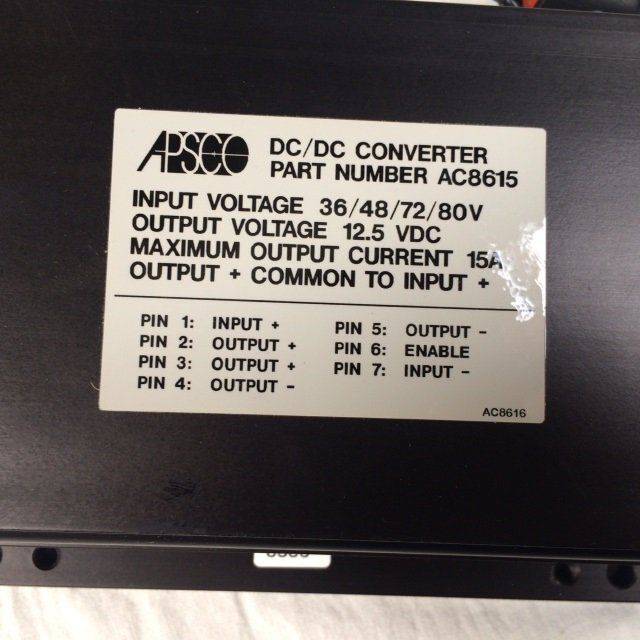 APSCO
DC/DC CONVERTER
PART NUMBER AC8615
INPUT VOLTAGE 36/48/72/80V
OUTPUT VOLTAGE 12.5 VDC
MAXIMUM OUTPUT CURRENT 15A
OUTPUT + COMMON TO INPUT +
PIN 1: INPUT +
PIN 2: OUTPUT +
PIN 3: OUTPUT +
PIN 4: OUTPUT -
PIN 5: OUTPUT -
PIN 6: ENABLE
PIN 7: INPUT -
AC8616